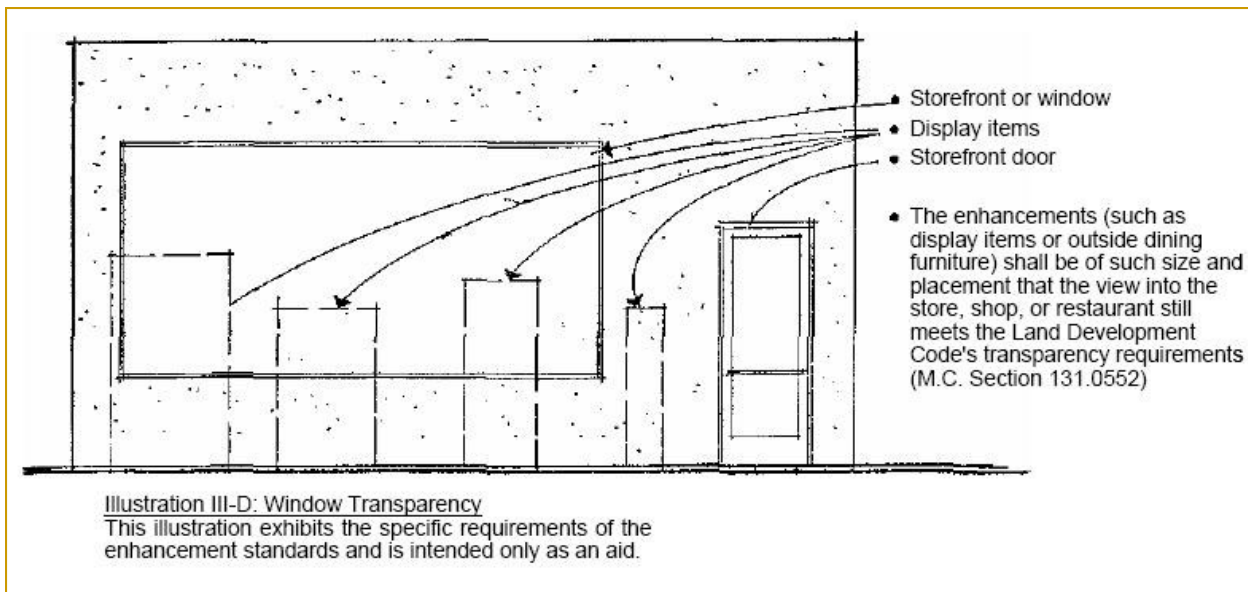 • Storefront or window
• Display items
• Storefront door
• The enhancements (such as
display items or outside dining
furniture) shall be of such size and
placement that the view into the
store, shop, or restaurant still
meets the Land Development
Code's transparency requirements
(M.C. Section 131.0552)
Illustration III-D: Window Transparency
This illustration exhibits the specific requirements of the
enhancement standards and is intended only as an aid.